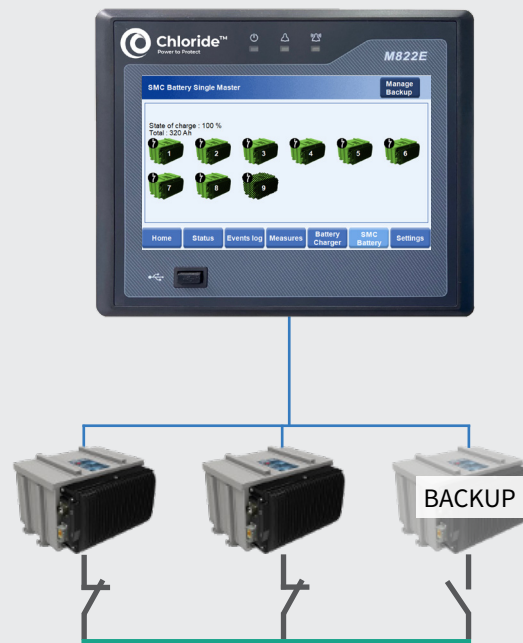 Chloride™
Power to Protect
M822E
SMC Battery Single Master
Manage
Backup
State of charge : 100 %
Total : 320 Ah
1
2
3
4
5
6
7
8
9
Home
Status
Events log
Measures
Battery
Charger
SMC
Battery
Settings
BACKUP